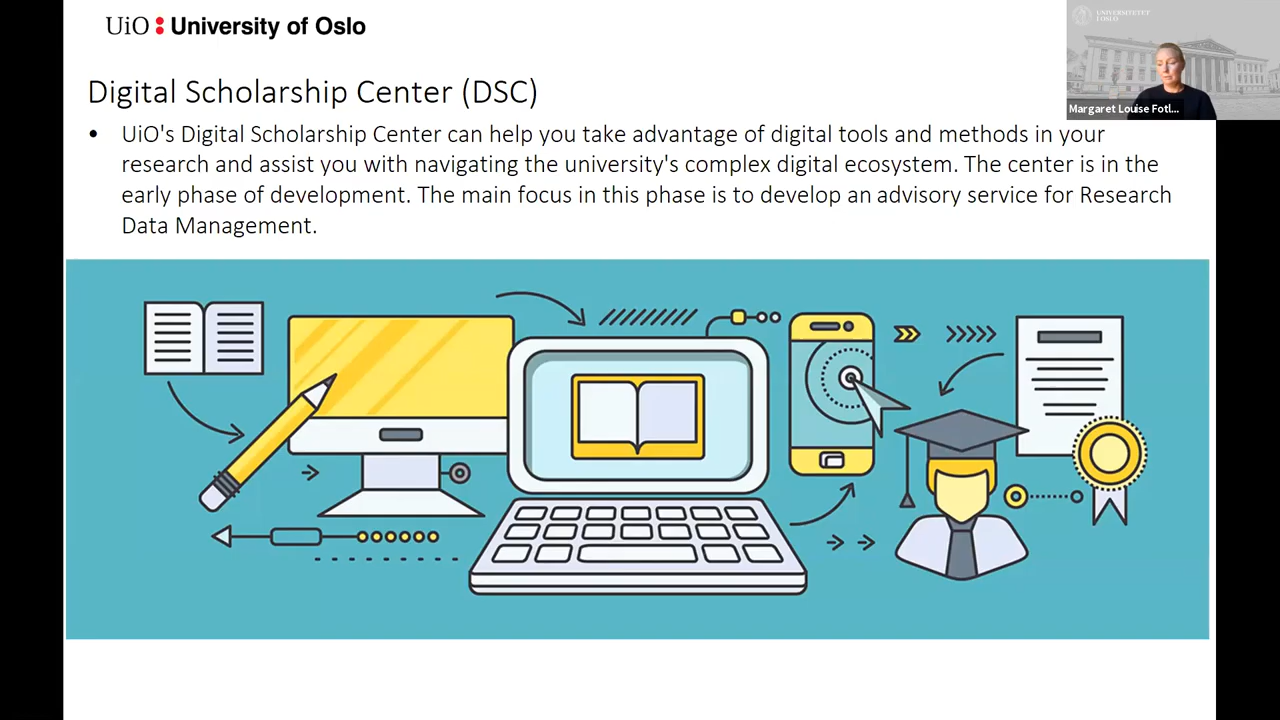 UiO : University of Oslo
UNIVERSITETET
I OSLO
Margaret Louise Fotl...
Digital Scholarship Center (DSC)
• UiO's Digital Scholarship Center can help you take advantage of digital tools and methods in your
research and assist you with navigating the university's complex digital ecosystem. The center is in the
early phase of development. The main focus in this phase is to develop an advisory service for Research
Data Management.